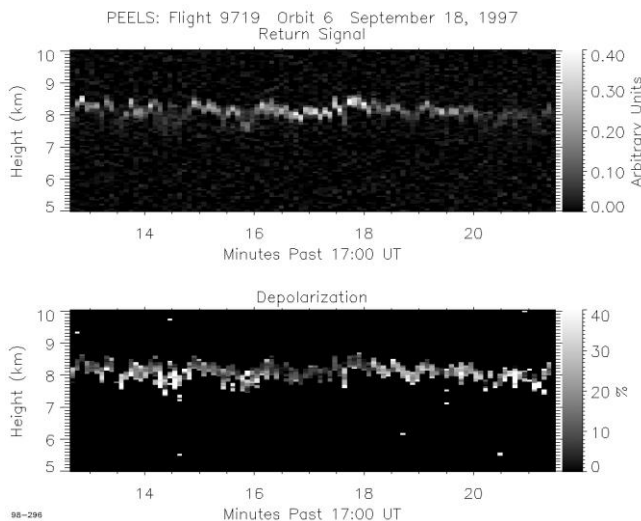 PEELS: Flight 9719 Orbit 6 September 18, 1997
Return Signal
10
9
8
7
6
5
Height (km)
14 16 18 20
Minutes Past 17:00 UT
0.40
0.30
0.20
0.10
0.00
Arbitrary Units
Depolarization
10
9
8
7
6
5
Height (km)
14 16 18 20
Minutes Past 17:00 UT
40
30
20
10
0
%
98-296